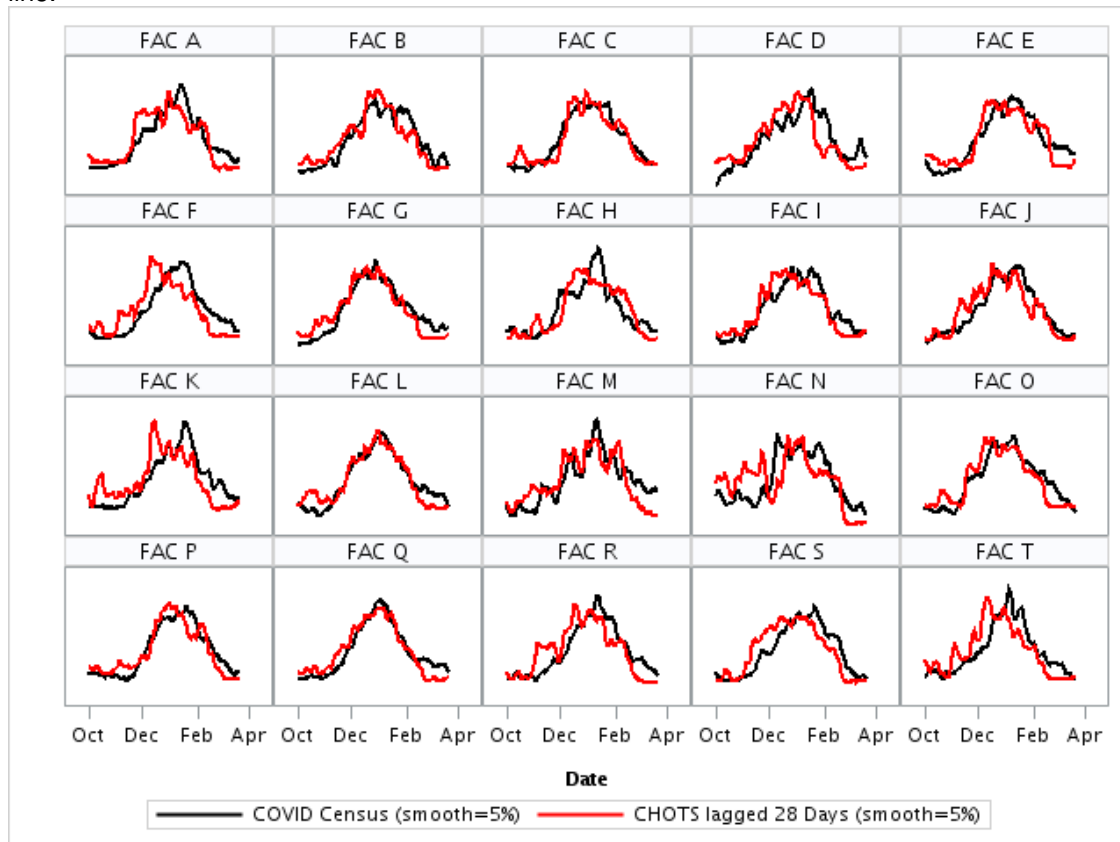 line.
FAC A FAC B FAC C FAC D FAC E
FAC F FAC G FAC H FAC I FAC J
FAC K FAC L FAC M FAC N FAC O
FAC P FAC Q FAC R FAC S FAC T
Oct Dec Feb Apr Oct Dec Feb Apr Oct Dec Feb Apr Oct Dec Feb Apr Oct Dec Feb Apr
Date
COVID Census (smooth=5%) CHOTS lagged 28 Days (smooth=5%)